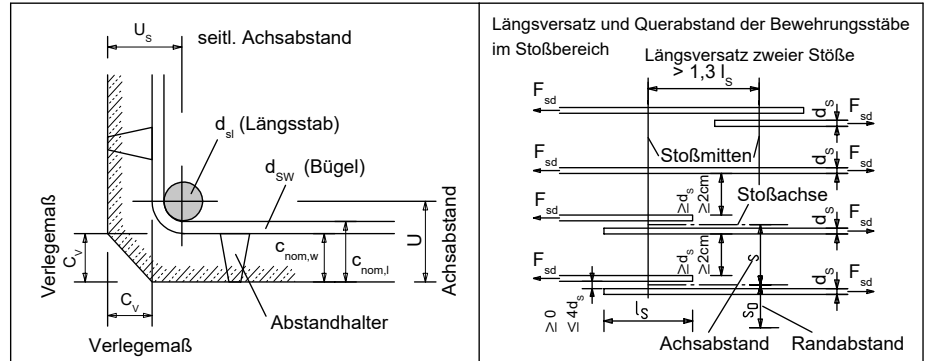 U_S
seitl. Achsabstand
d_sl (Längsstab)
d_SW (Bügel)
Verlegemaß
C_V
c_nom,w
c_nom,l
U
Achsabstand
C_V
Abstandhalter
Verlegemaß
Längsversatz und Querabstand der Bewehrungsstäbe
im Stoßbereich
Längsversatz zweier Stöße
> 1,3 l_S
F_sd
d_s
F_sd
F_sd
Stoßmitten
d_s
F_sd
F_sd
≥d_s
≥2cm
Stoßachse
d_s
F_sd
F_sd
≥d_s
≥2cm
s
d_s
F_sd
≥0
≤4d_s
l_S
s_0
Achsabstand
Randabstand